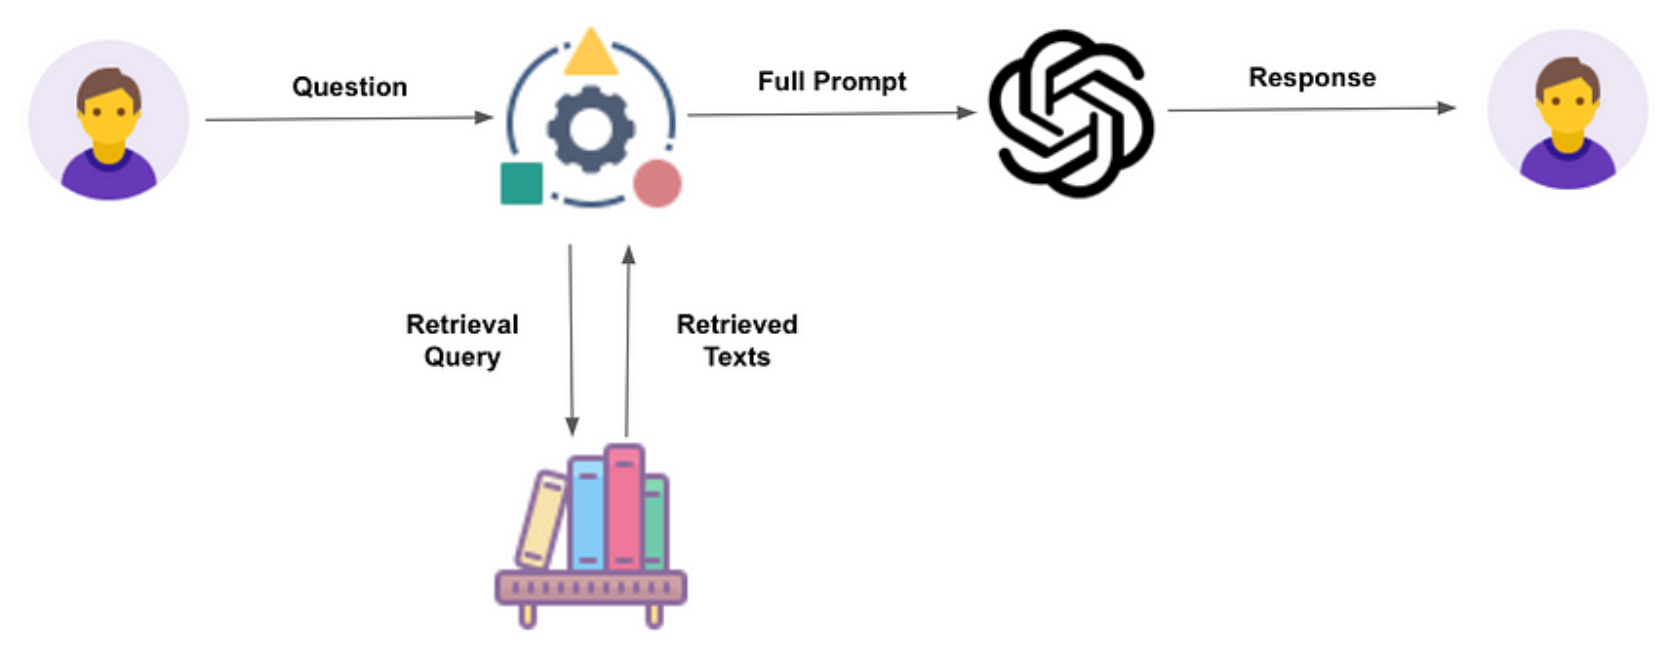 Question
Full Prompt
Response
Retrieval
Query
Retrieved
Texts